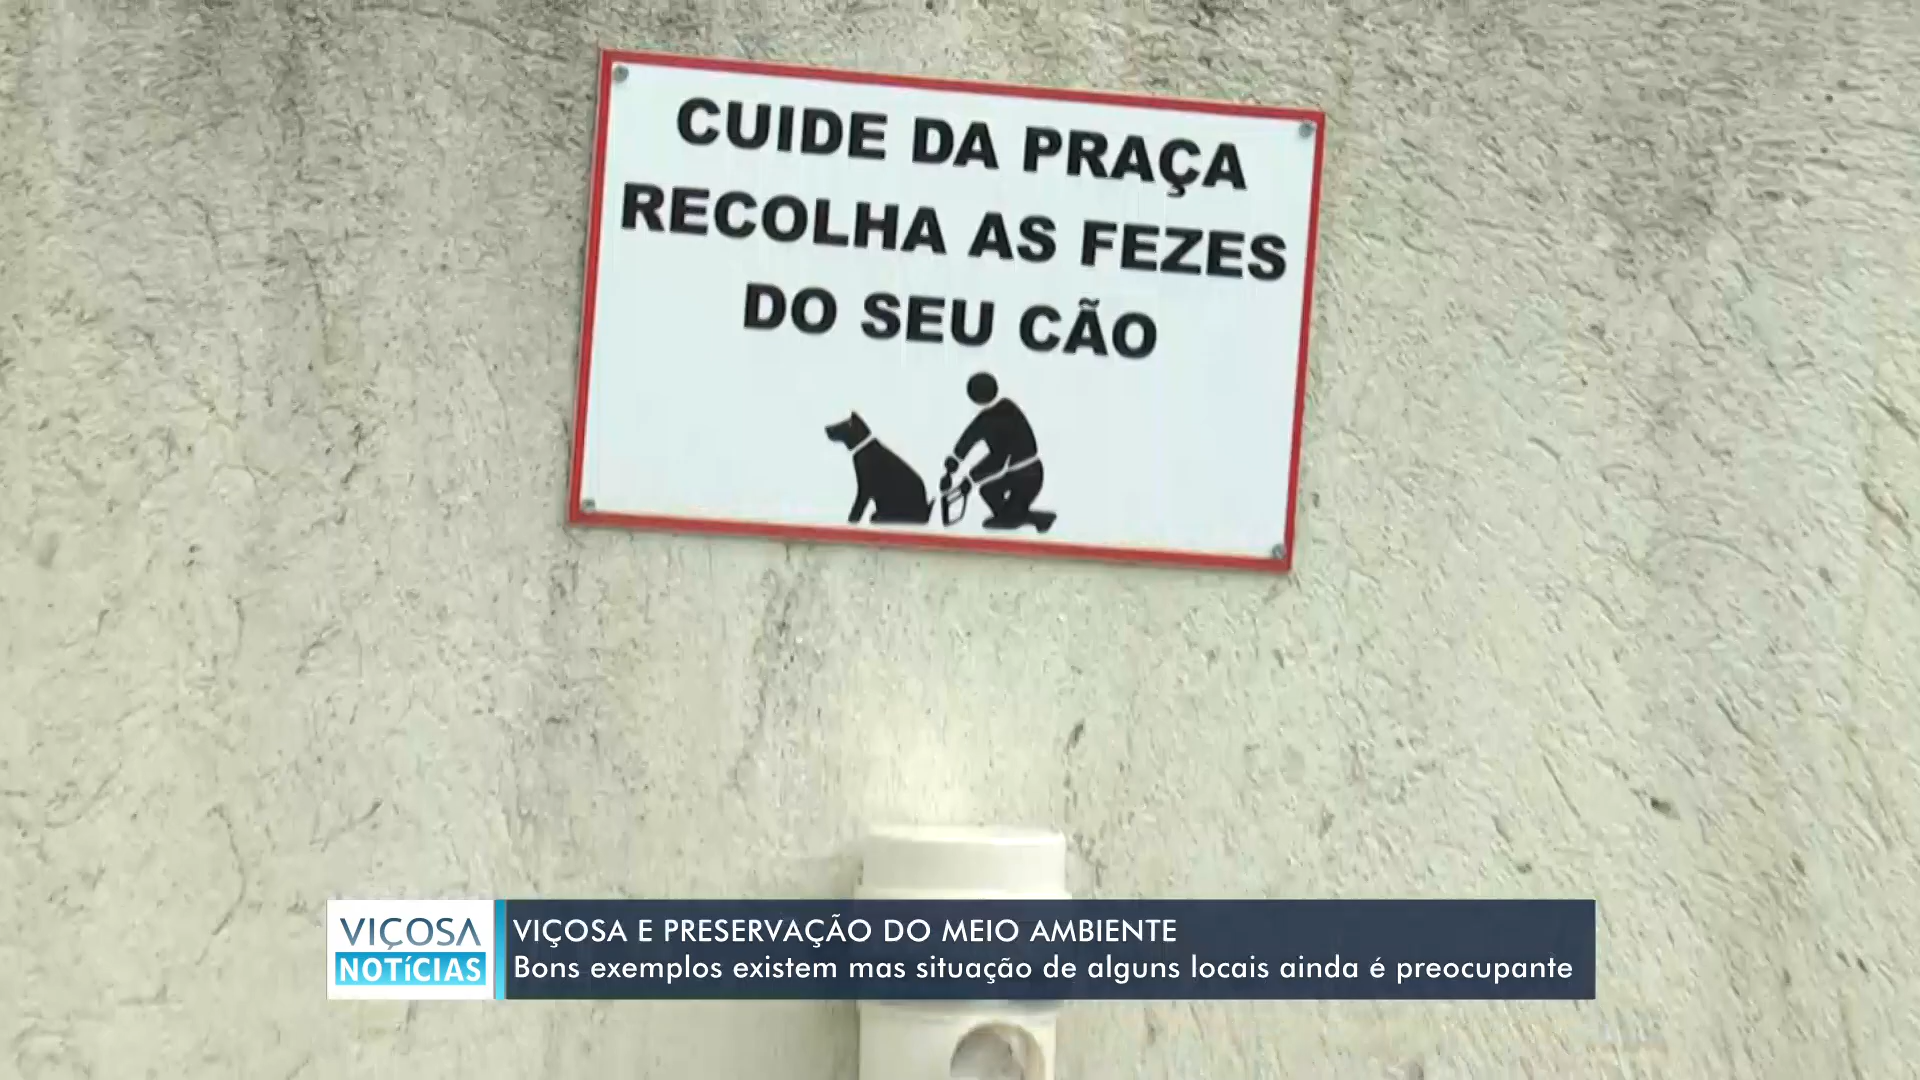 CUIDE DA PRAÇA
RECOLHA AS FEZES
DO SEU CÃO
VIÇOSA
NOTíCIAS
VIÇOSA E PRESERVAÇÃO DO MEIO AMBIENTE
Bons exemplos existem mas situação de alguns locais ainda é preocupante